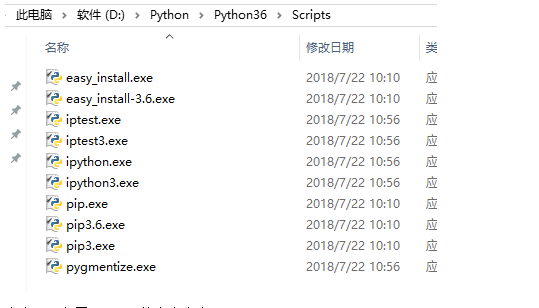 此电脑 > 软件 (D:) > Python > Python36 > Scripts
名称 修改日期 类
easy_install.exe 2018/7/22 10:10 应
easy_install-3.6.exe 2018/7/22 10:10 应
iptest.exe 2018/7/22 10:56 应
iptest3.exe 2018/7/22 10:56 应
ipython.exe 2018/7/22 10:56 应
ipython3.exe 2018/7/22 10:56 应
pip.exe 2018/7/22 10:10 应
pip3.6.exe 2018/7/22 10:10 应
pip3.exe 2018/7/22 10:10 应
pygmentize.exe 2018/7/22 10:56 应